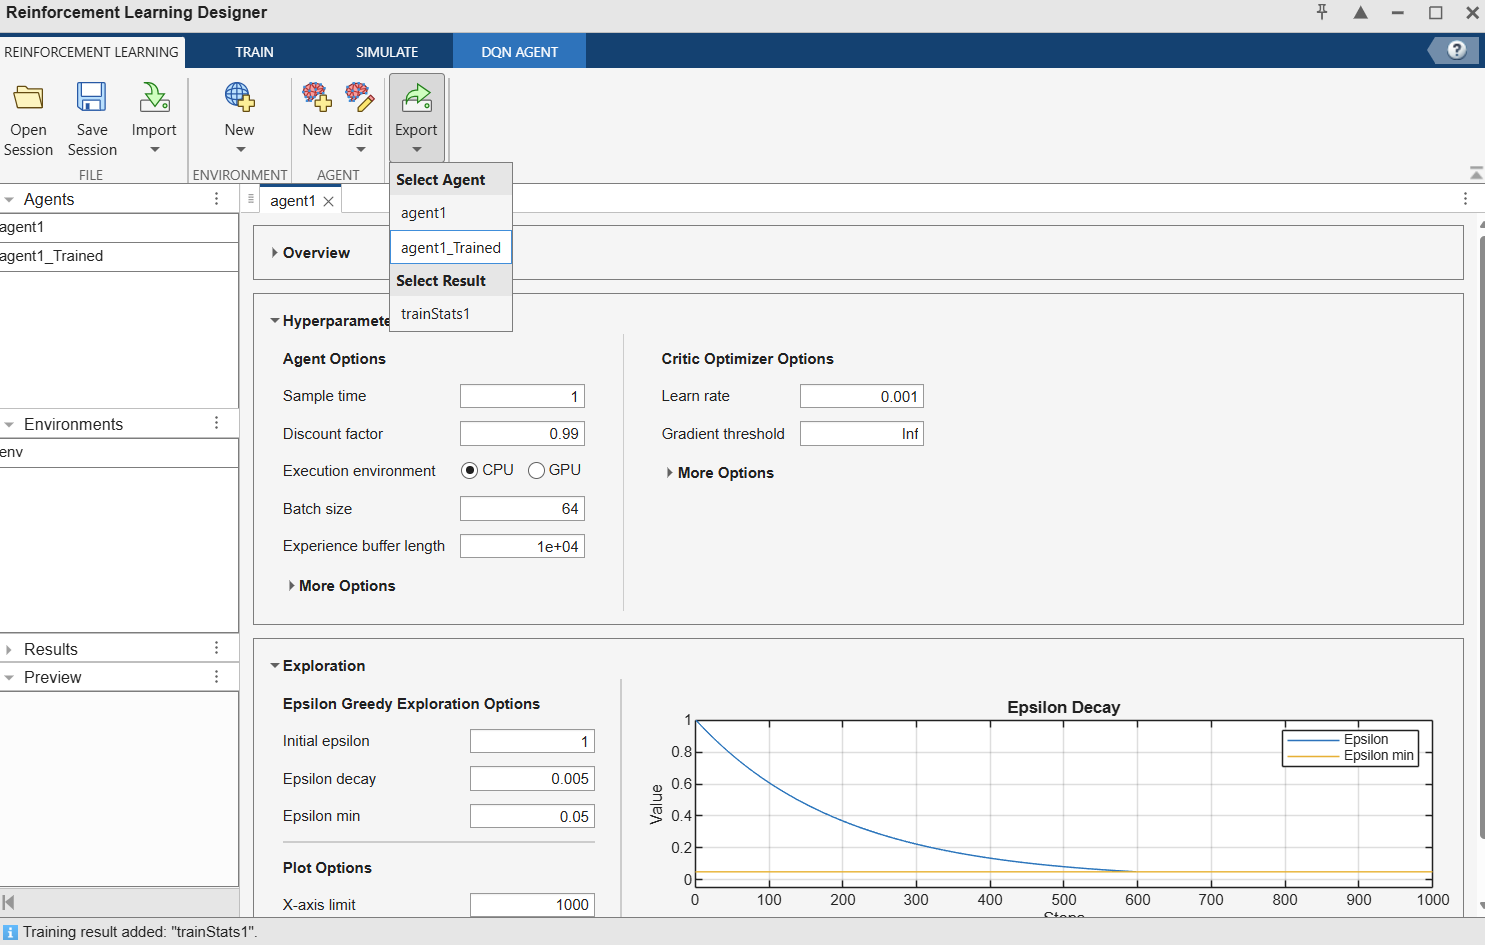 Reinforcement Learning Designer
REINFORCEMENT LEARNING
TRAIN
SIMULATE
DQN AGENT
?
Open Session
Save Session
Import
New
New
Edit
Export
FILE
ENVIRONMENT
AGENT
Select Agent
agent1
agent1_Trained
Select Result
trainStats1
Agents
agent1
agent1_Trained
Environments
env
Results
Preview
agent1
Overview
Hyperparamete
Agent Options
Sample time 1
Discount factor 0.99
Execution environment CPU GPU
Batch size 64
Experience buffer length 1e+04
More Options
Critic Optimizer Options
Learn rate 0.001
Gradient threshold Inf
More Options
Exploration
Epsilon Greedy Exploration Options
Initial epsilon 1
Epsilon decay 0.005
Epsilon min 0.05
Plot Options
X-axis limit 1000
Epsilon Decay
Epsilon
Epsilon min
Value
1
0.8
0.6
0.4
0.2
0
0 100 200 300 400 500 600 700 800 900 1000
Steps
Training result added: "trainStats1".